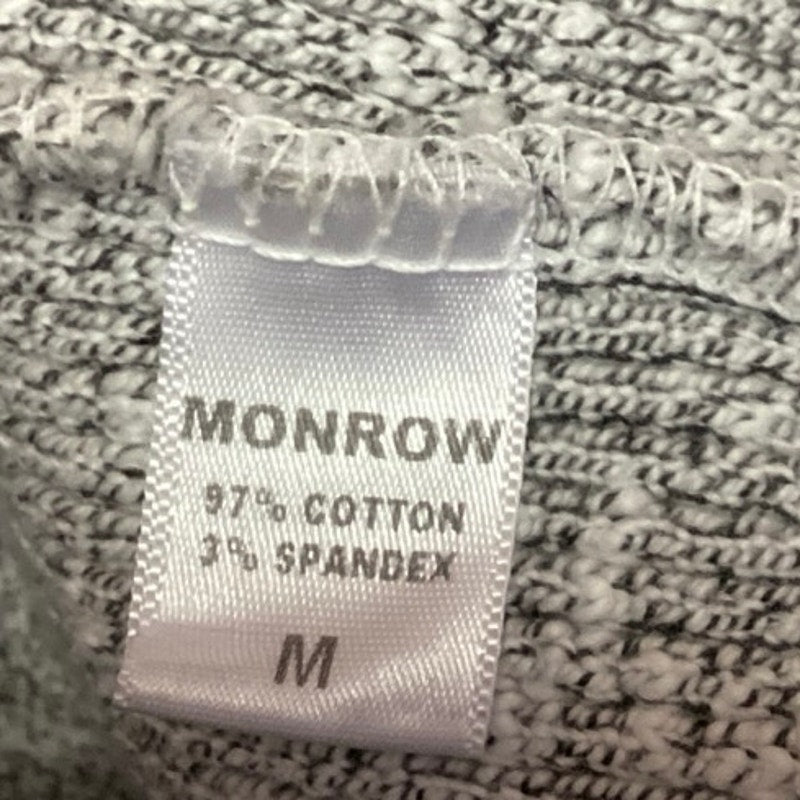 MONROW
97% COTTON
3% SPANDEX
M